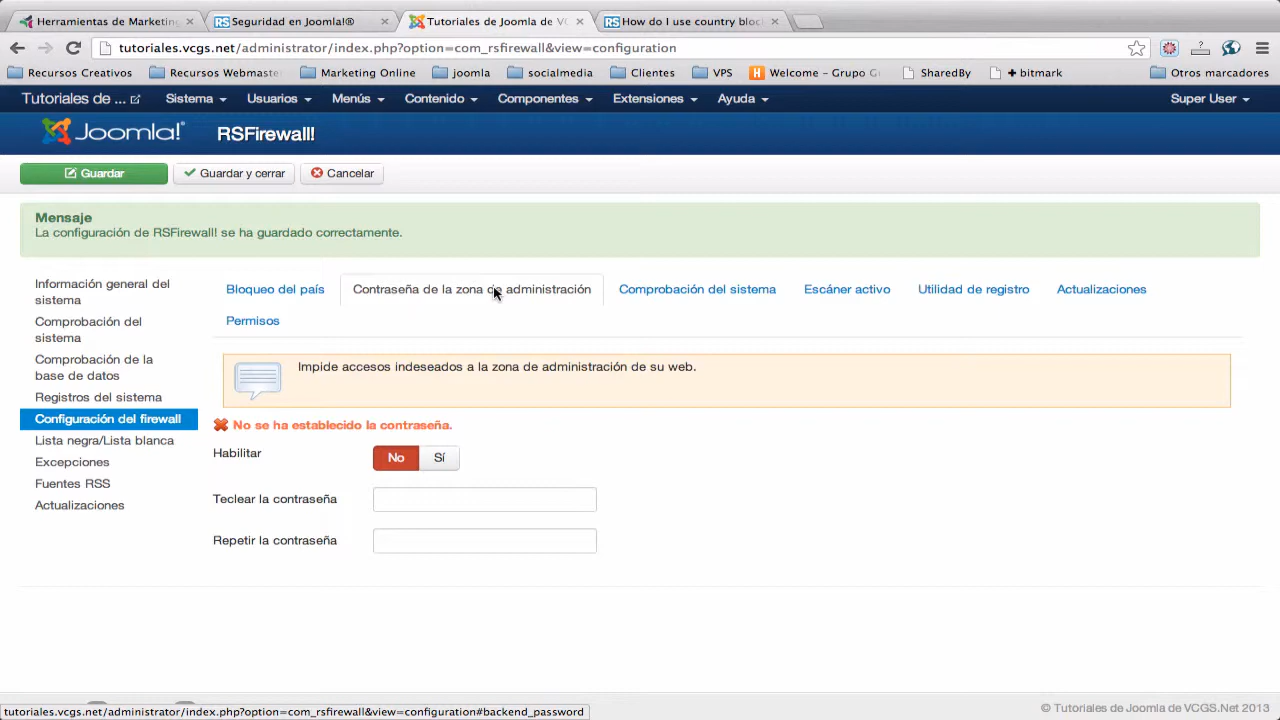 Herramientas de Marketing
Seguridad en Joomla!®
Tutoriales de Joomla de VC
How do I use country bloc
tutoriales.vcgs.net/administrator/index.php?option=com_rsfirewall&view=configuration
Recursos Creativos
Recursos Webmaste
Marketing Online
joomla
socialmedia
Clientes
VPS
Welcome - Grupo G
SharedBy
+ bitmark
Otros marcadores
Tutoriales de ...
Sistema
Usuarios
Menús
Contenido
Componentes
Extensiones
Ayuda
Super User
Joomla!®
RSFirewall!
Guardar
Guardar y cerrar
Cancelar
Mensaje
La configuración de RSFirewall! se ha guardado correctamente.
Información general del
sistema
Comprobación del
sistema
Comprobación de la
base de datos
Registros del sistema
Configuración del firewall
Lista negra/Lista blanca
Excepciones
Fuentes RSS
Actualizaciones
Bloqueo del país
Contraseña de la zona de administración
Comprobación del sistema
Escáner activo
Utilidad de registro
Actualizaciones
Permisos
Impide accesos indeseados a la zona de administración de su web.
No se ha establecido la contraseña.
Habilitar
No
Sí
Teclear la contraseña
Repetir la contraseña
tutoriales.vcgs.net/administrator/index.php?option=com_rsfirewall&view=configuration#backend_password
© Tutoriales de Joomla de VCGS.Net 2013